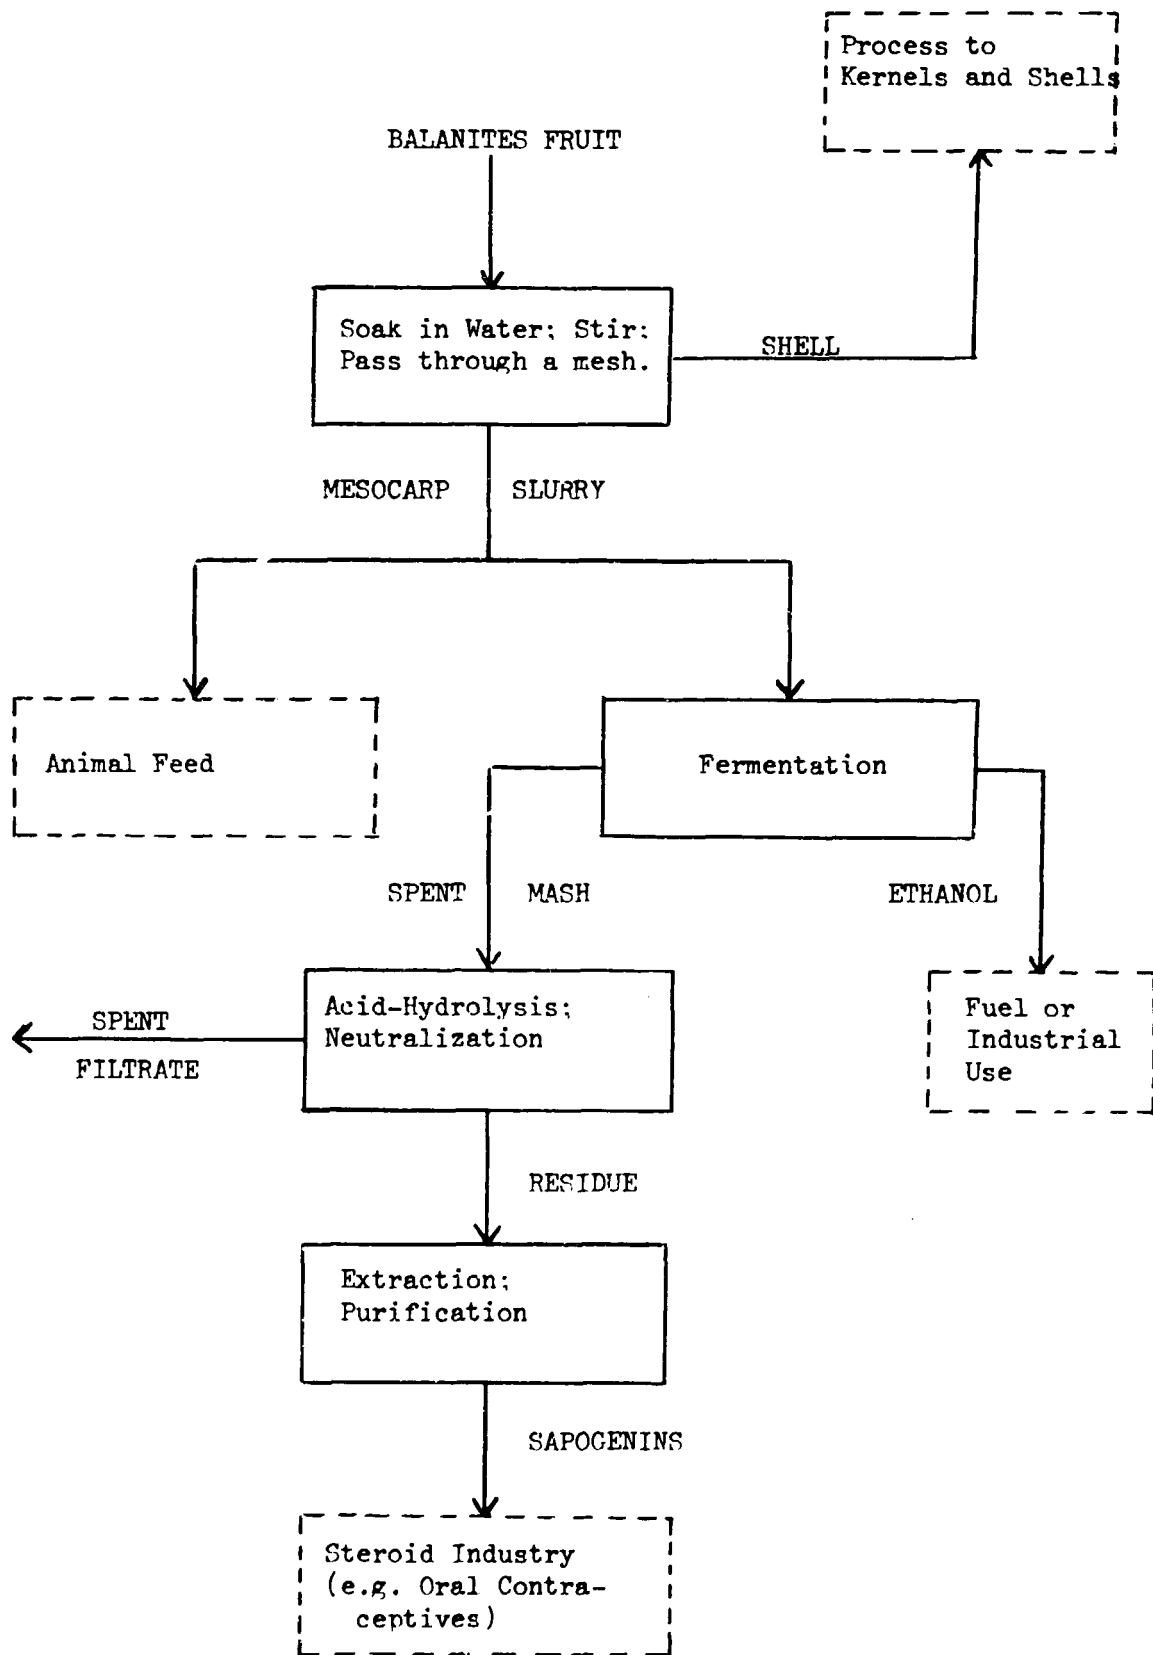 Process to
Kernels and Shells
BALANITES FRUIT
Soak in Water; Stir;
Pass through a mesh.
SHELL
MESOCARP SLURRY
Animal Feed
Fermentation
SPENT MASH
ETHANOL
Acid-Hydrolysis;
Neutralization
SPENT
FILTRATE
Fuel or
Industrial
Use
RESIDUE
Extraction;
Purification
SAPOGENINS
Steroid Industry
(e.g. Oral Contra-
ceptives)